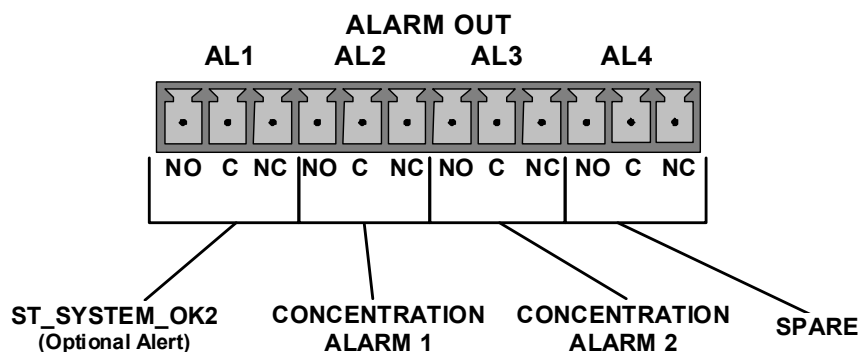 ALARM OUT
AL1 AL2 AL3 AL4
NO C NC NO C NC NO C NC NO C NC
ST_SYSTEM_OK2
(Optional Alert)
CONCENTRATION
ALARM 1
CONCENTRATION
ALARM 2
SPARE